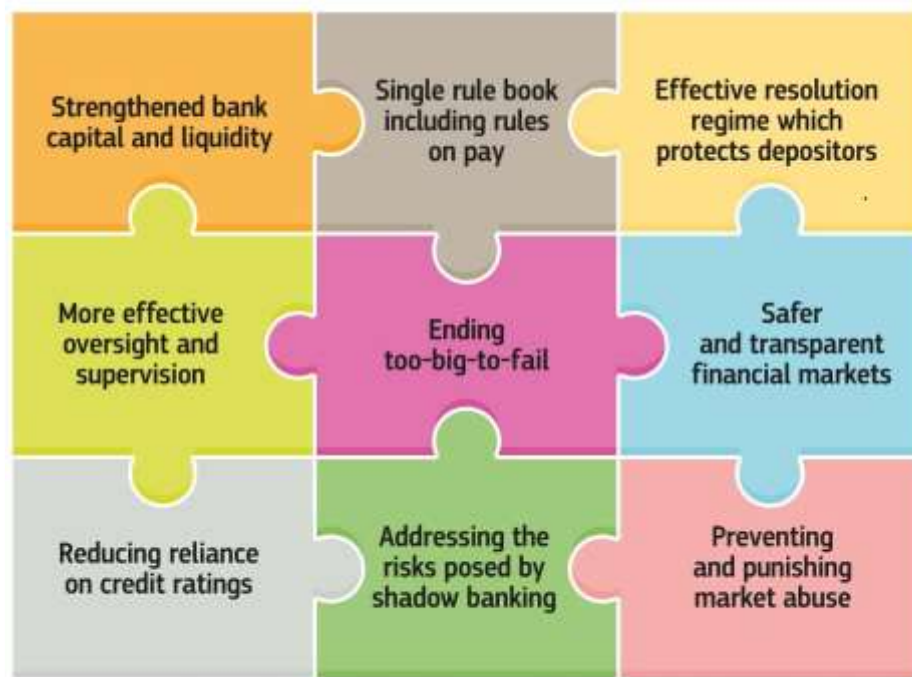 Strengthened bank
capital and liquidity
Single rule book
including rules
on pay
Effective resolution
regime which
protects depositors
More effective
oversight and
supervision
Ending
too-big-to-fail
Safer
and transparent
financial markets
Reducing reliance
on credit ratings
Addressing the
risks posed by
shadow banking
Preventing
and punishing
market abuse